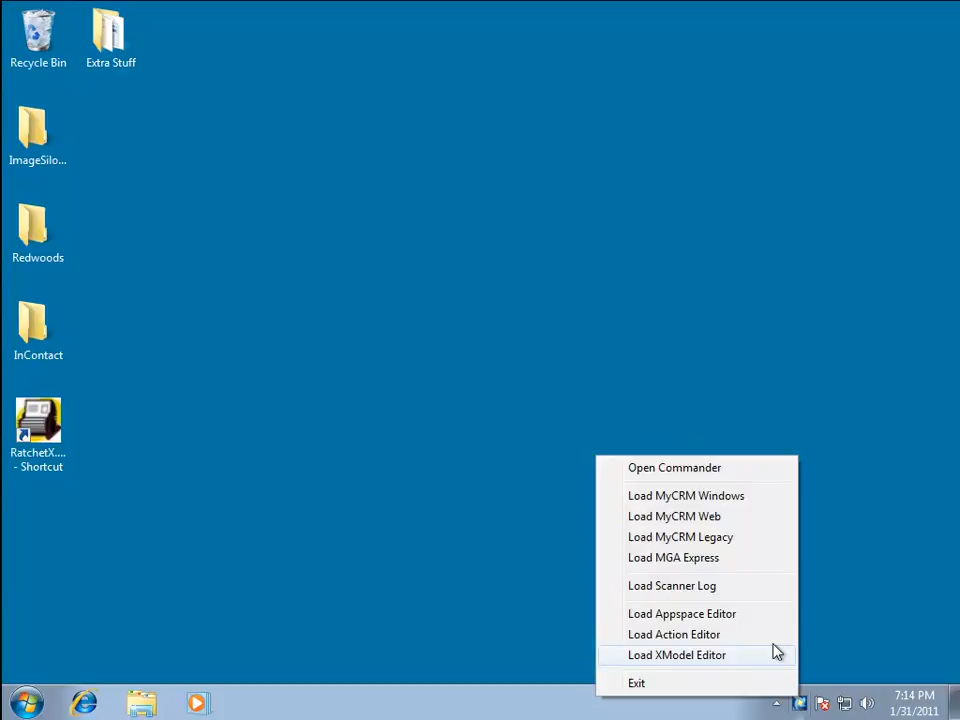 Recycle Bin
Extra Stuff
ImageSilo...
Redwoods
InContact
RatchetX....
- Shortcut
Open Commander
Load MyCRM Windows
Load MyCRM Web
Load MyCRM Legacy
Load MGA Express
Load Scanner Log
Load Appspace Editor
Load Action Editor
Load XModel Editor
Exit
7:14 PM
1/31/2011